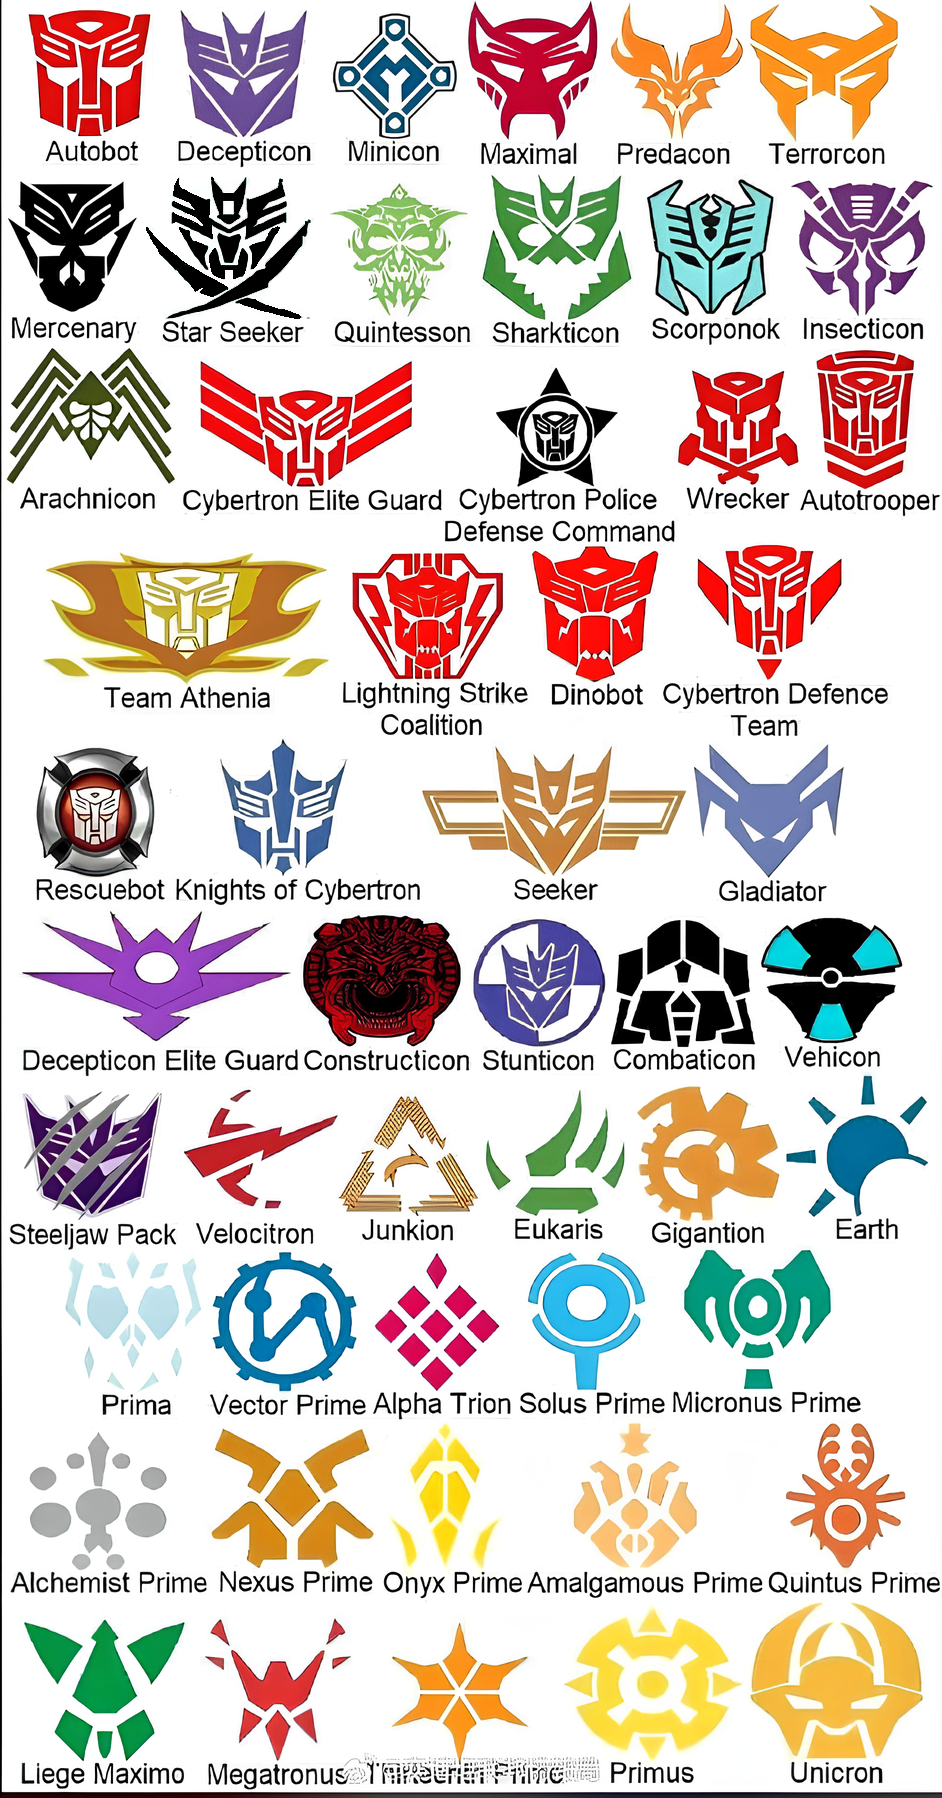 Autobot Decepticon Minicon Maximal Predacon Terrorcon
Mercenary Star Seeker Quintesson Sharkticon Scorponok Insecticon
Arachnicon Cybertron Elite Guard Cybertron Police Wrecker Autotrooper
Defense Command
Team Athenia Lightning Strike Dinobot Cybertron Defence
Coalition Team
Rescuebot Knights of Cybertron Seeker Gladiator
Decepticon Elite Guard Constructicon Stunticon Combaticon Vehicon
Steeljaw Pack Velocitron Junkion Eukaris Gigantion Earth
Prima Vector Prime Alpha Trion Solus Prime Micronus Prime
Alchemist Prime Nexus Prime Onyx Prime Amalgamous Prime Quintus Prime
Liege Maximo Megatronus Primus Unicron